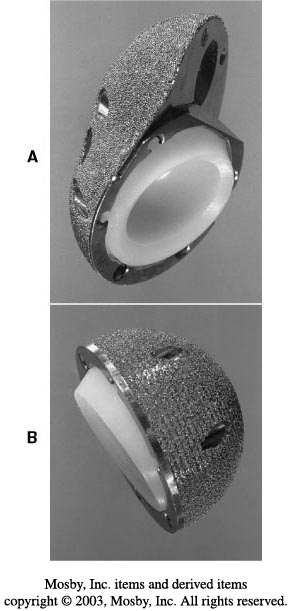 A
B
Mosby, Inc. items and derived items
copyright © 2003, Mosby, Inc. All rights reserved.